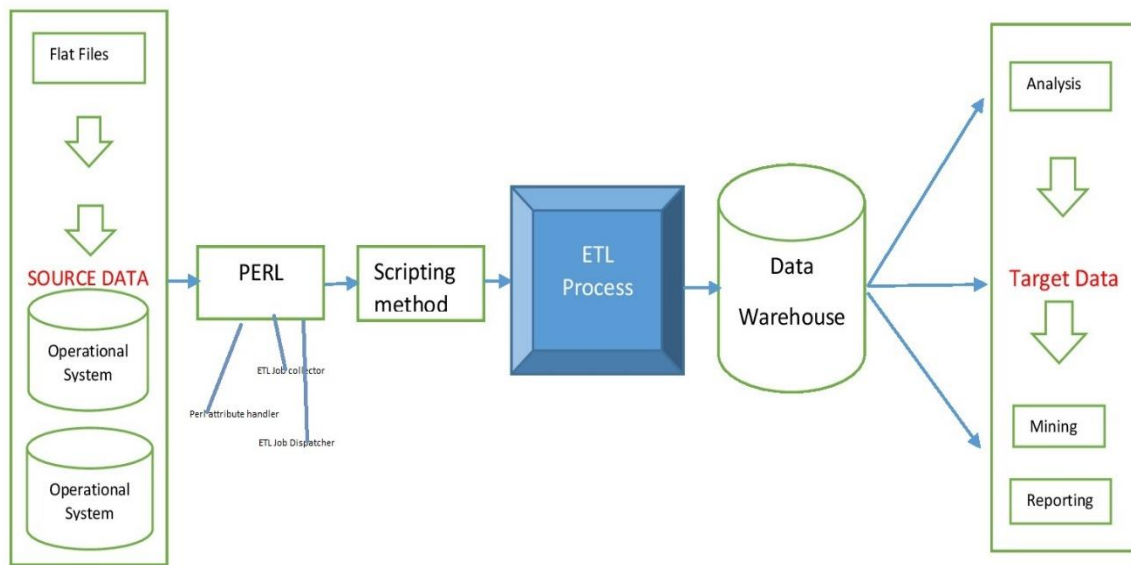 Flat Files
SOURCE DATA
Operational
System
Operational
System
PERL
Perl attribute handler
ETL Job collector
ETL Job Dispatcher
Scripting
method
ETL
Process
Data
Warehouse
Analysis
Target Data
Mining
Reporting